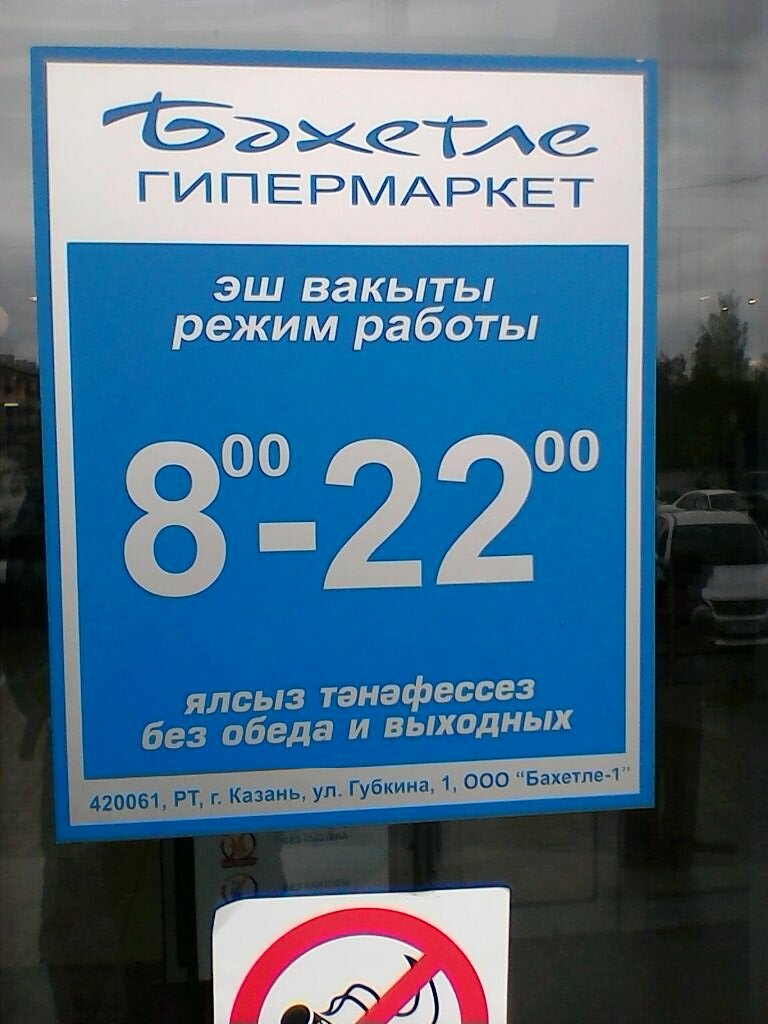 Бәхетле
ГИПЕРМАРКЕТ
эш вакыты
режим работы
8⁰⁰-22⁰⁰
ялсыз тәнәфессез
без обеда и выходных
420061, РТ, г. Казань, ул. Губкина, 1, ООО “Бахетле-1”